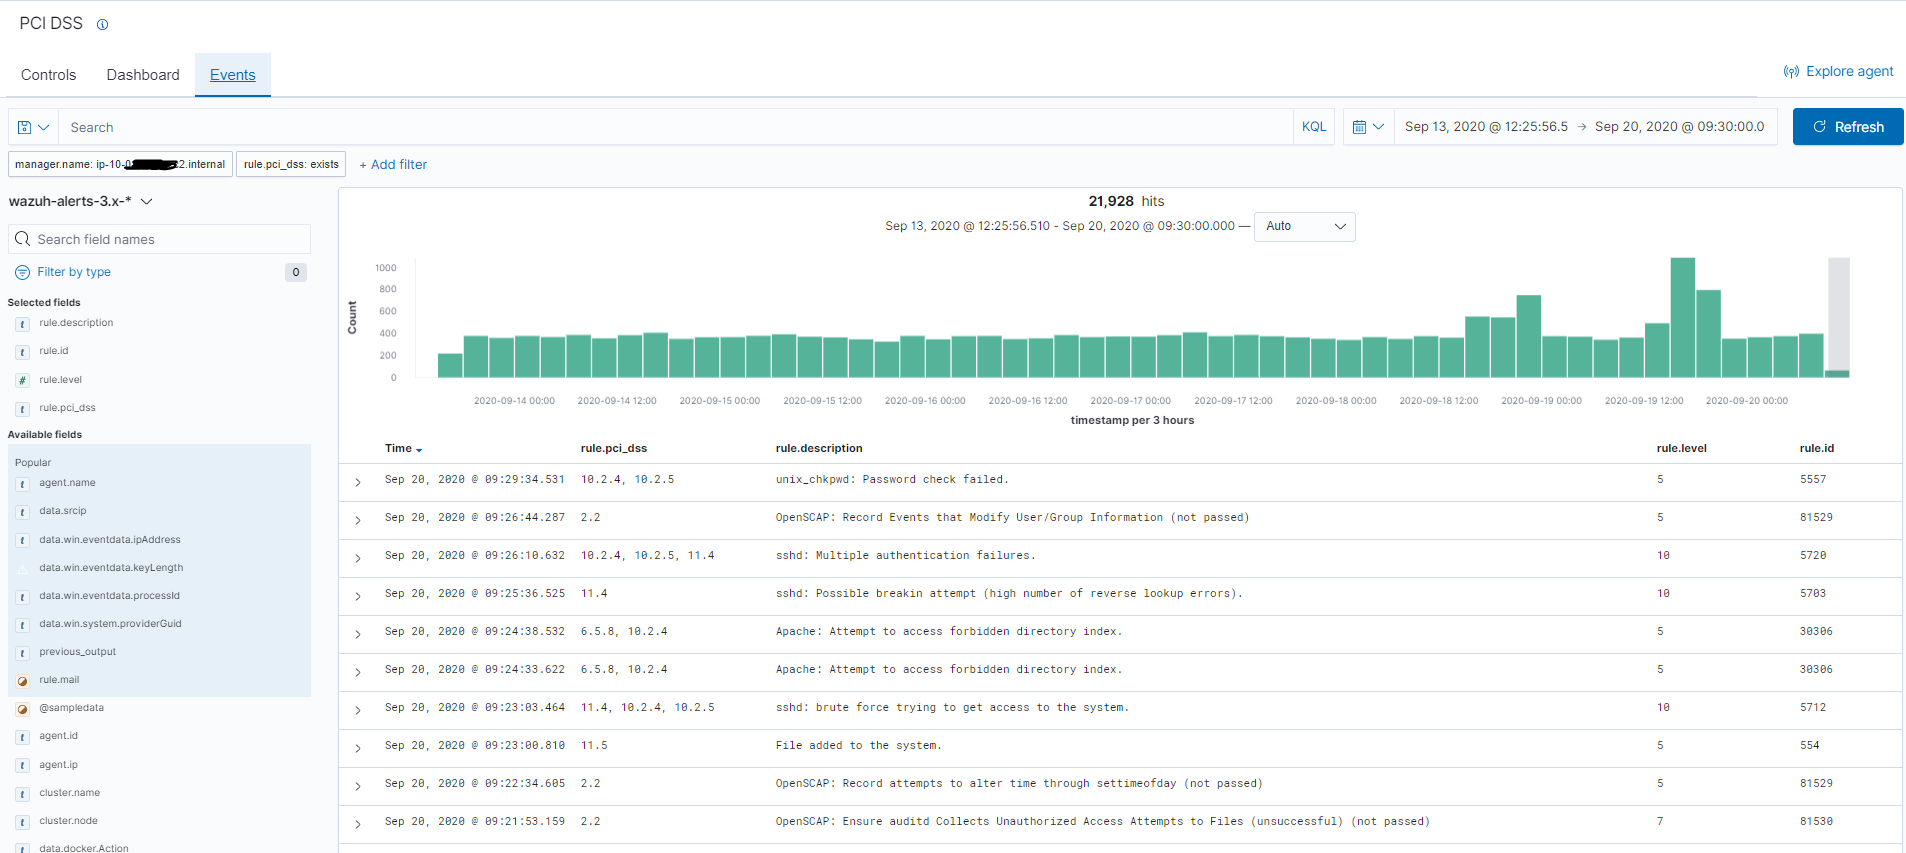 PCI DSS
Controls Dashboard Events
Explore agent
Search KQL Sep 13, 2020 @ 12:25:56.5 → Sep 20, 2020 @ 09:30:00.0 Refresh
manager.name: ip-10-0 2.internal rule.pci_dss: exists + Add filter
wazuh-alerts-3.x-*
Search field names
Filter by type 0
Selected fields
t rule.description
t rule.id
# rule.level
t rule.pci_dss
Available fields
Popular
t agent.name
t data.srcip
t data.win.eventdata.ipAddress
data.win.eventdata.keyLength
t data.win.eventdata.processId
t data.win.system.providerGuid
t previous_output
rule.mail
@sampledata
t agent.id
t agent.ip
t cluster.name
t cluster.node
t data.docker.Action
21,928 hits
Sep 13, 2020 @ 12:25:56.510 - Sep 20, 2020 @ 09:30:00.000 — Auto
Count
1000
800
600
400
200
0
2020-09-14 00:00 2020-09-14 12:00 2020-09-15 00:00 2020-09-15 12:00 2020-09-16 00:00 2020-09-16 12:00 2020-09-17 00:00 2020-09-17 12:00 2020-09-18 00:00 2020-09-18 12:00 2020-09-19 00:00 2020-09-19 12:00 2020-09-20 00:00
timestamp per 3 hours
Time rule.pci_dss rule.description rule.level rule.id
Sep 20, 2020 @ 09:29:34.531 10.2.4, 10.2.5 unix_chkpwd: Password check failed. 5 5557
Sep 20, 2020 @ 09:26:44.287 2.2 OpenSCAP: Record Events that Modify User/Group Information (not passed) 5 81529
Sep 20, 2020 @ 09:26:10.632 10.2.4, 10.2.5, 11.4 sshd: Multiple authentication failures. 10 5720
Sep 20, 2020 @ 09:25:36.525 11.4 sshd: Possible breakin attempt (high number of reverse lookup errors). 10 5703
Sep 20, 2020 @ 09:24:38.532 6.5.8, 10.2.4 Apache: Attempt to access forbidden directory index. 5 30306
Sep 20, 2020 @ 09:24:33.622 6.5.8, 10.2.4 Apache: Attempt to access forbidden directory index. 5 30306
Sep 20, 2020 @ 09:23:03.464 11.4, 10.2.4, 10.2.5 sshd: brute force trying to get access to the system. 10 5712
Sep 20, 2020 @ 09:23:00.810 11.5 File added to the system. 5 554
Sep 20, 2020 @ 09:22:34.605 2.2 OpenSCAP: Record attempts to alter time through settimeofday (not passed) 5 81529
Sep 20, 2020 @ 09:21:53.159 2.2 OpenSCAP: Ensure auditd Collects Unauthorized Access Attempts to Files (unsuccessful) (not passed) 7 81530